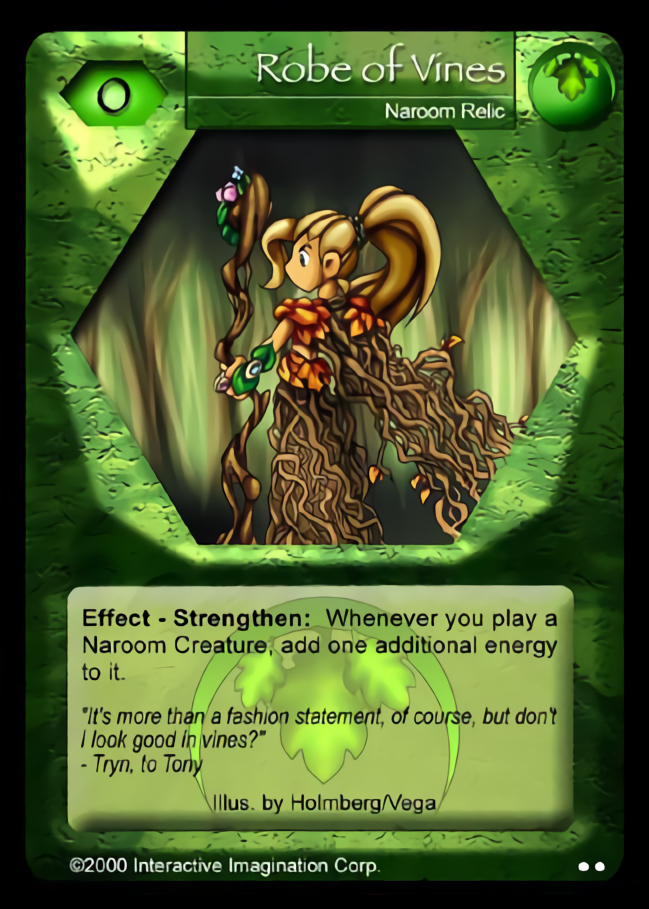 Robe of Vines
0
Naroom Relic
Effect - Strengthen: Whenever you play a
Naroom Creature, add one additional energy
to it.
"It's more than a fashion statement, of course, but don't
I look good in vines?"
- Tryn, to Tony
Illus. by Holmberg/Vega
©2000 Interactive Imagination Corp.